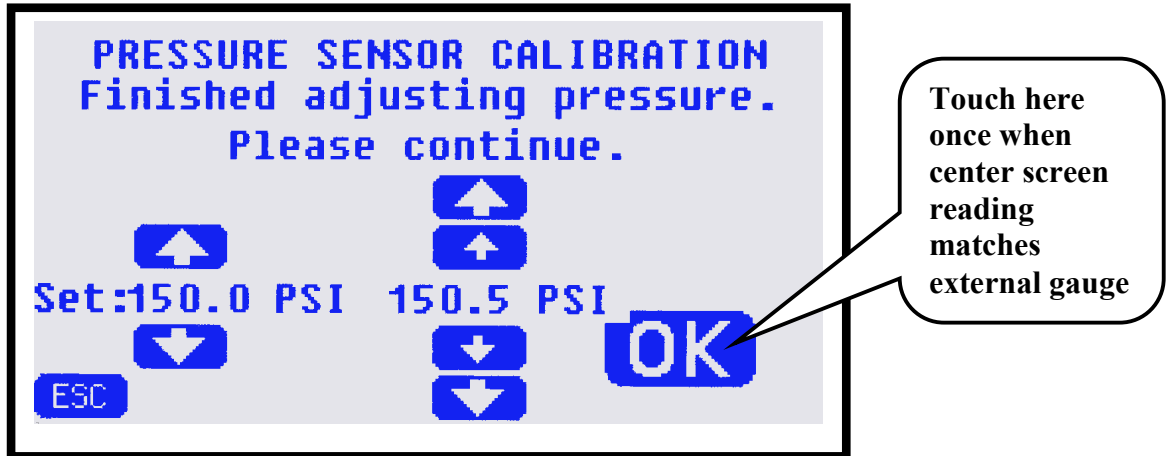 PRESSURE SENSOR CALIBRATION
Finished adjusting pressure.
Please continue.
Set:150.0 PSI 150.5 PSI
OK
ESC
Touch here
once when
center screen
reading
matches
external gauge